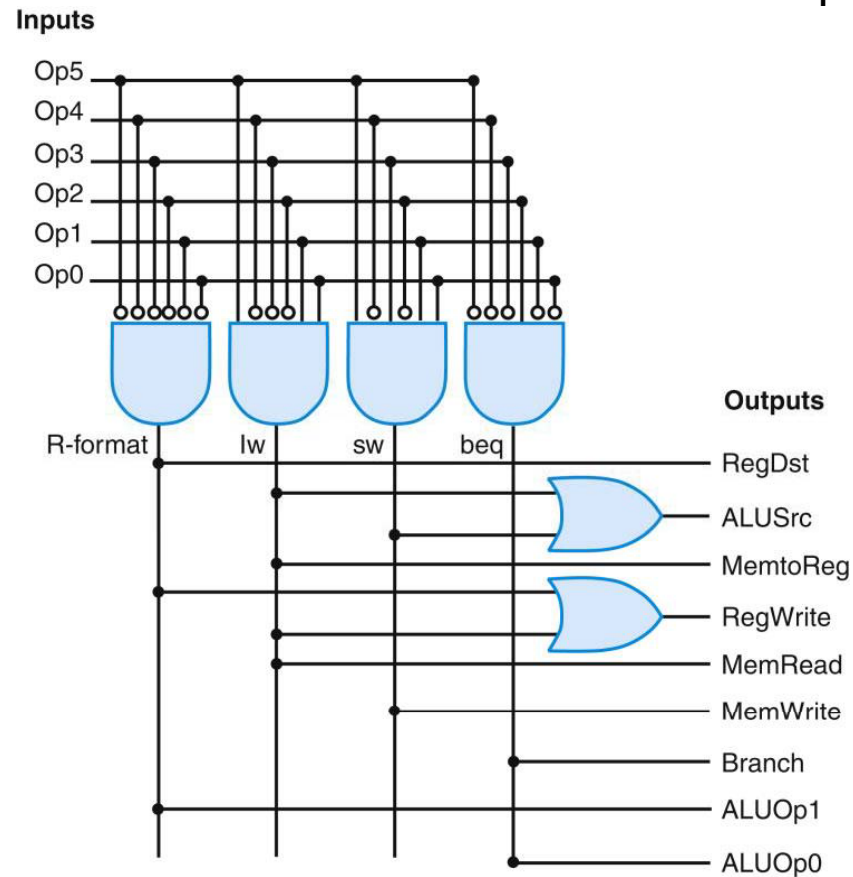 Inputs
Op5
Op4
Op3
Op2
Op1
Op0
R-format
lw
sw
beq
Outputs
RegDst
ALUSrc
MemtoReg
RegWrite
MemRead
MemWrite
Branch
ALUOp1
ALUOp0